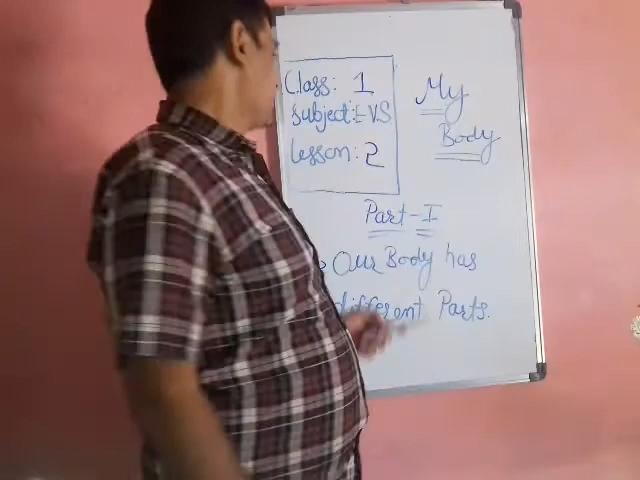 Class: 1
Subject: EVS
Lesson: 2
My
Body
Part-I
Our Body has
different Parts.